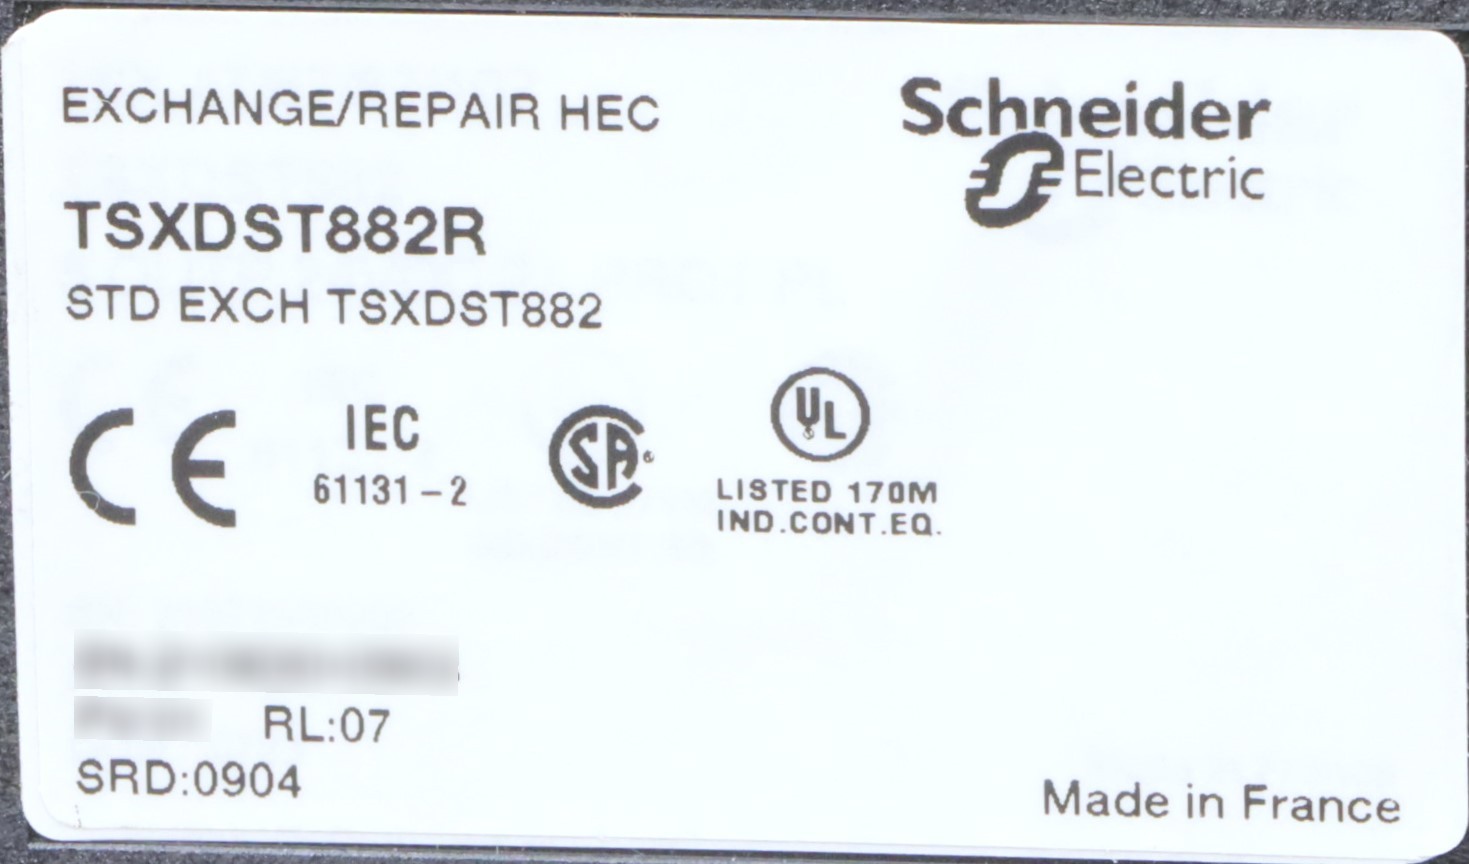 EXCHANGE/REPAIR HEC
Schneider
Electric
TSXDST882R
STD EXCH TSXDST882
CE
IEC
61131-2
SA
UL
LISTED 170M
IND.CONT.EQ.
RL:07
SRD:0904
Made in France